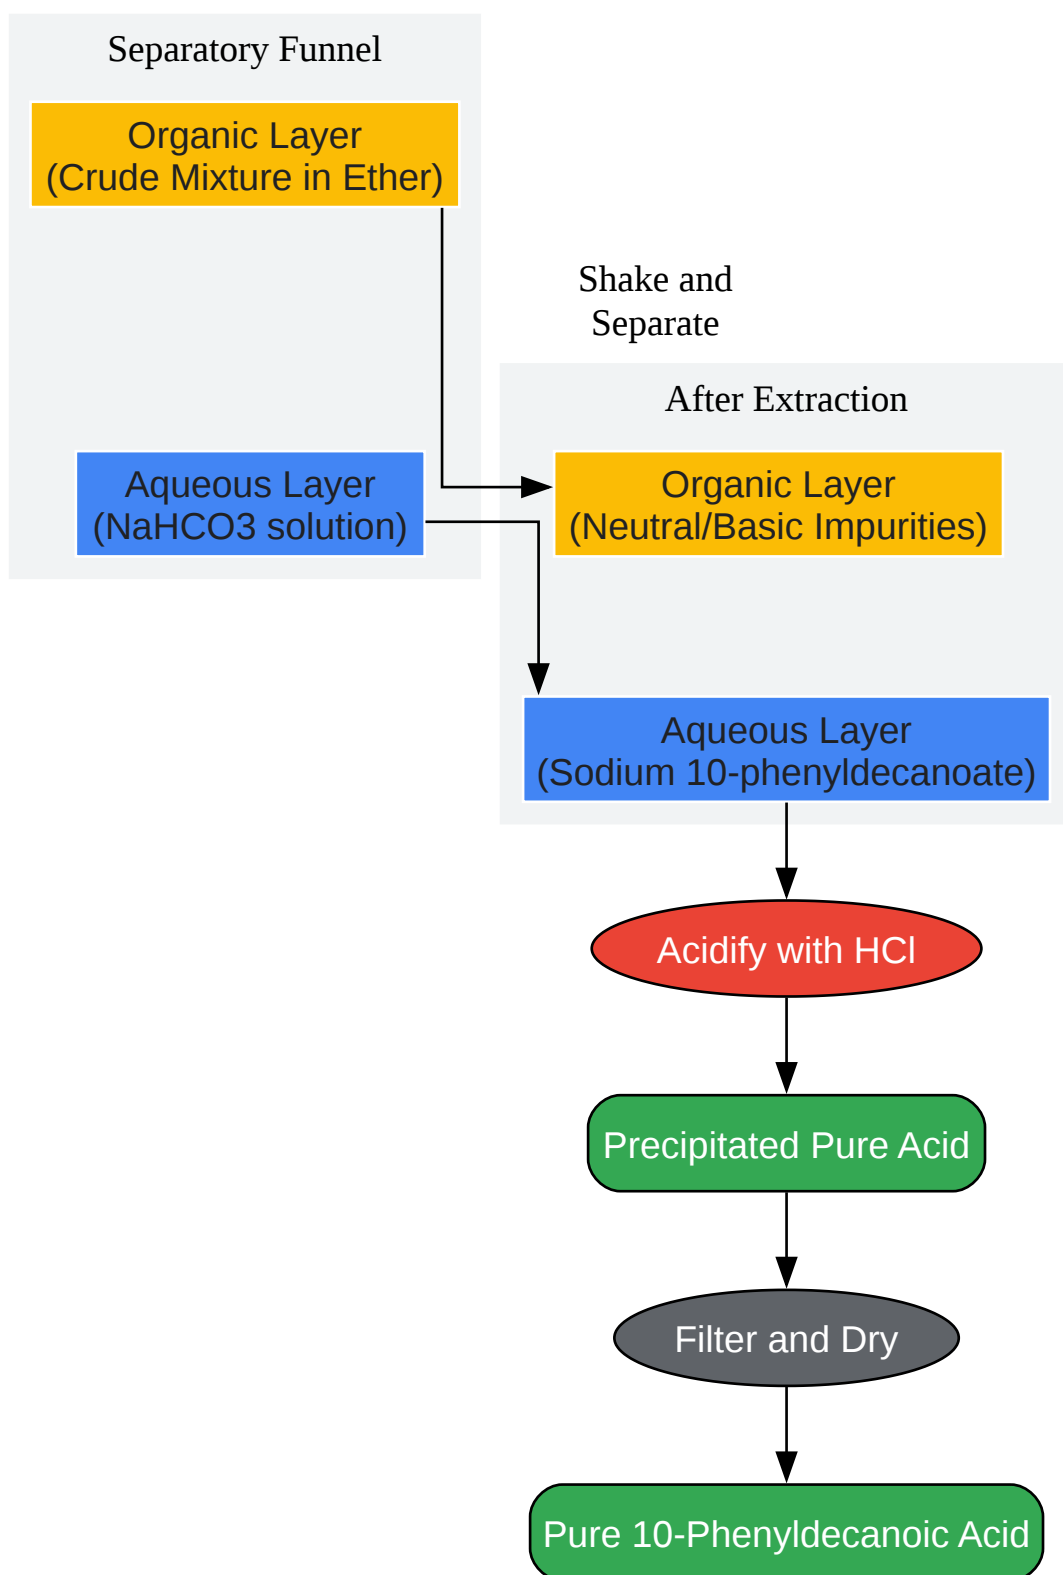 Separatory Funnel
Organic Layer
(Crude Mixture in Ether)
Shake and
Separate
After Extraction
Aqueous Layer
(NaHCO3 solution)
Organic Layer
(Neutral/Basic Impurities)
Aqueous Layer
(Sodium 10-phenyldecanoate)
Acidify with HCl
Precipitated Pure Acid
Filter and Dry
Pure 10-Phenyldecanoic Acid